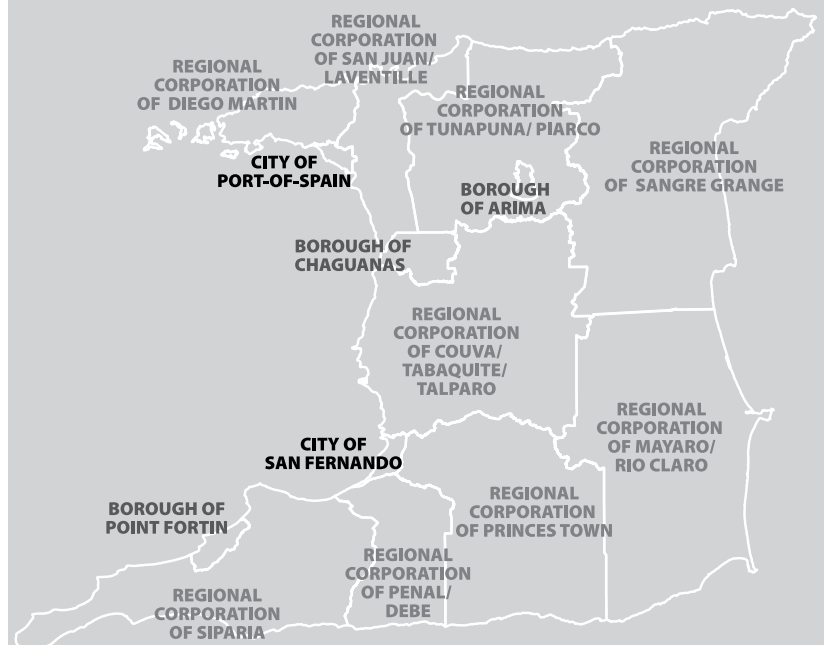 REGIONAL
CORPORATION
OF SAN JUAN/
LAVENTILLE
REGIONAL
CORPORATION
OF DIEGO MARTIN
REGIONAL
CORPORATION
OF TUNAPUNA/ PIARCO
REGIONAL
CORPORATION
OF SANGRE GRANGE
CITY OF
PORT-OF-SPAIN
BOROUGH
OF ARIMA
BOROUGH OF
CHAGUANAS
REGIONAL
CORPORATION
OF COUVA/
TABAQUITE/
TALPARO
REGIONAL
CORPORATION
OF MAYARO/
RIO CLARO
CITY OF
SAN FERNANDO
BOROUGH OF
POINT FORTIN
REGIONAL
CORPORATION
OF PRINCES TOWN
REGIONAL
CORPORATION
OF PENAL/
DEBE
REGIONAL
CORPORATION
OF SIPARIA